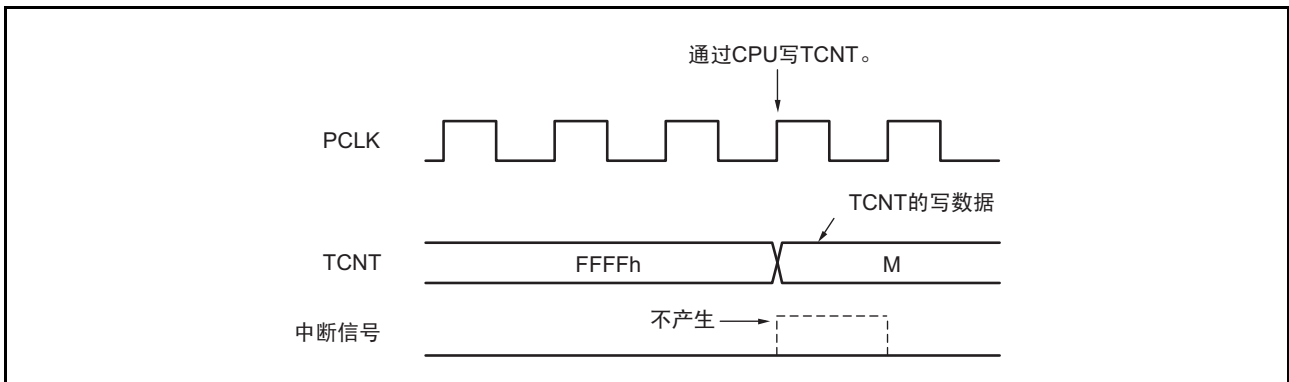 通过CPU写TCNT。
PCLK
TCNT的写数据
TCNT
FFFFh
M
不产生
中断信号